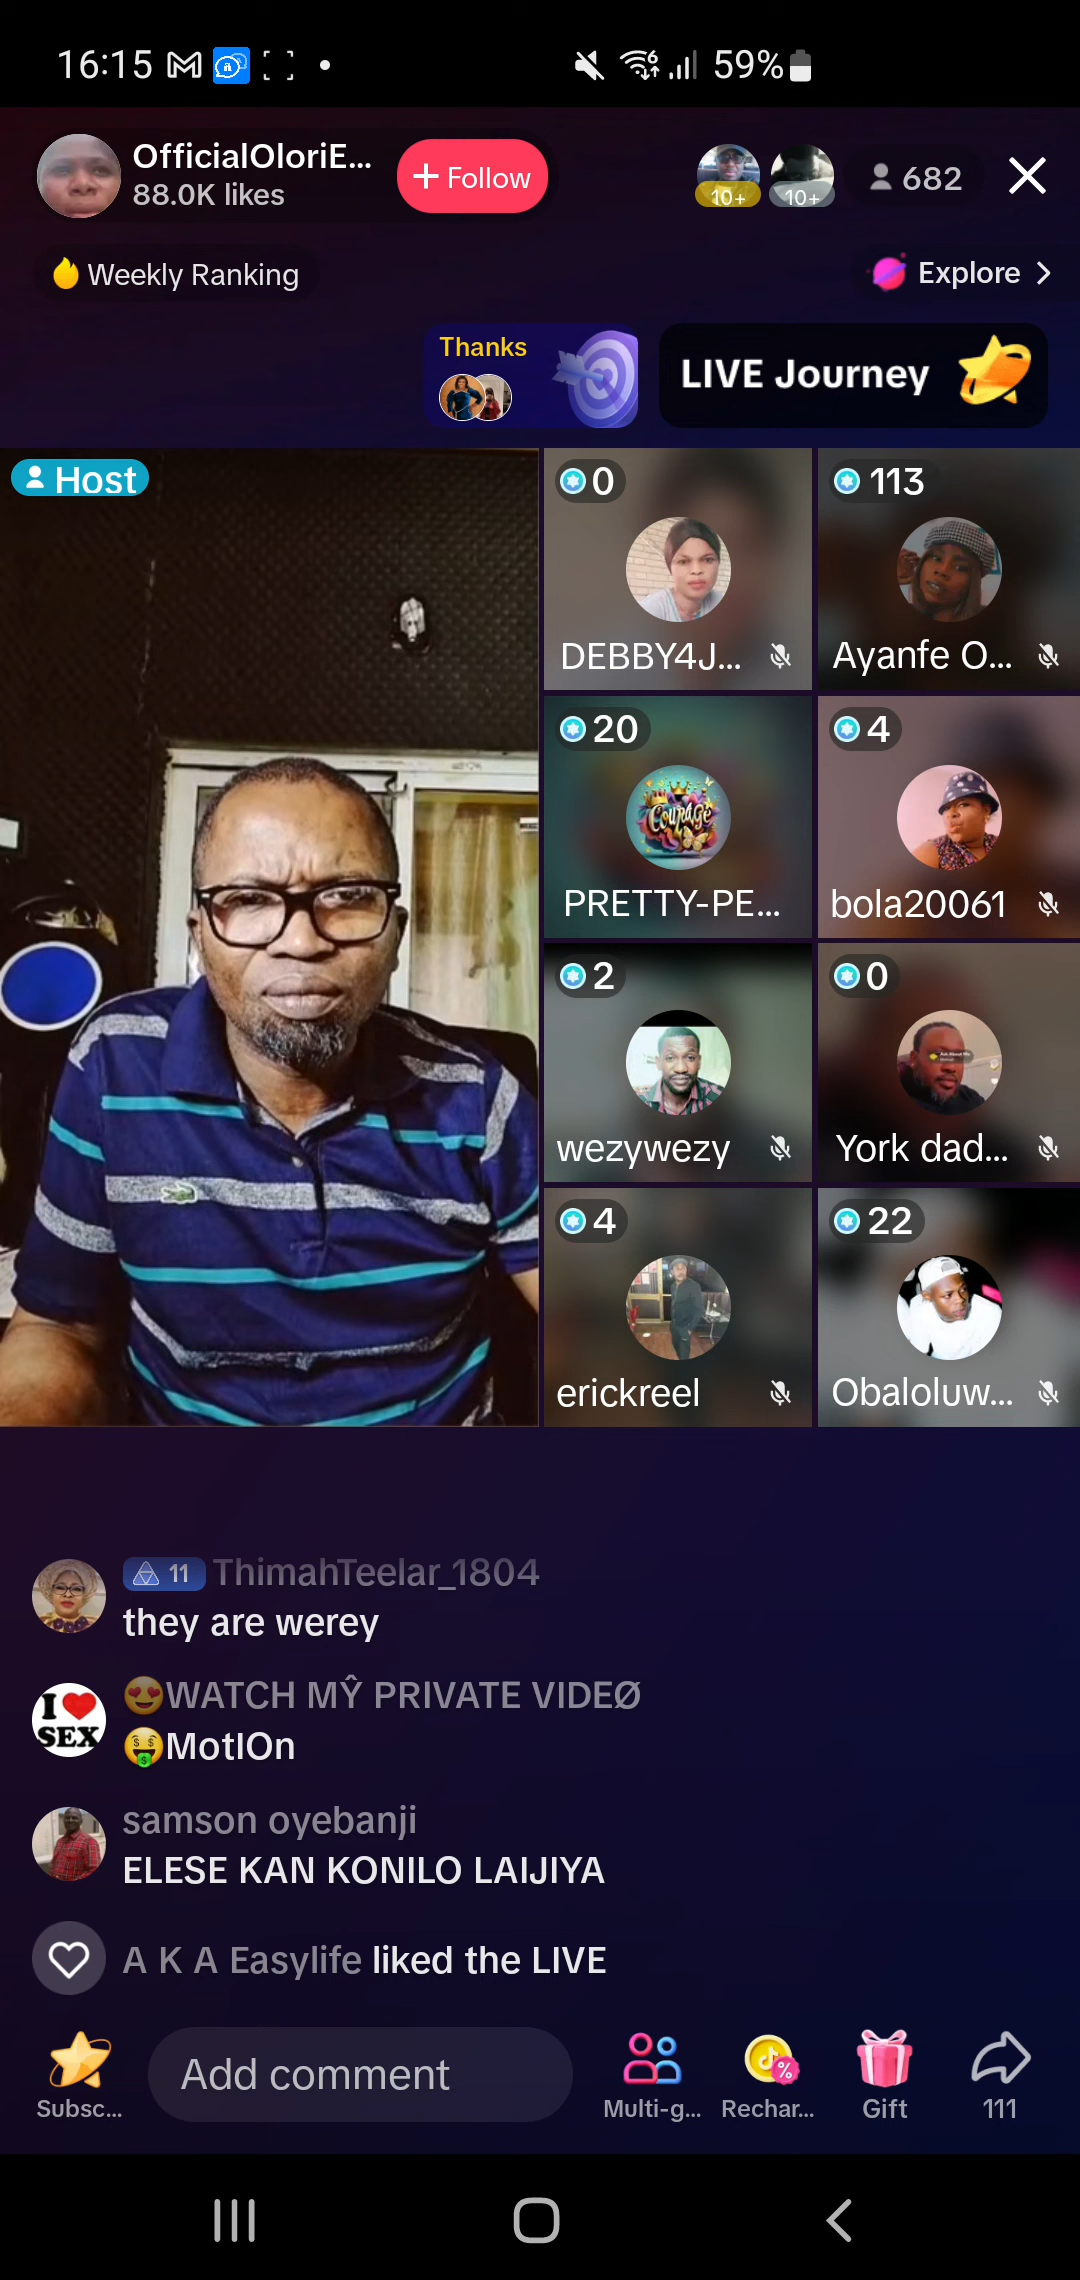 16:15
59%
OfficialOloriE...
88.0K likes
+ Follow
10+
10+
682
Weekly Ranking
Explore
Thanks
LIVE Journey
Host
0
DEBBY4J...
113
Ayanfe O...
20
Courage
PRETTY-PE...
4
bola20061
2
wezywezy
0
York dad...
4
erickreel
22
Obaloluw...
11 ThimahTeelar_1804
they are werey
I ❤ SEX
😍WATCH MŶ PRIVATE VIDEØ
🤑MotIOn
samson oyebanji
ELESE KAN KONILO LAIJIYA
A K A Easylife liked the LIVE
Subsc...
Add comment
Multi-g...
Rechar...
Gift
111